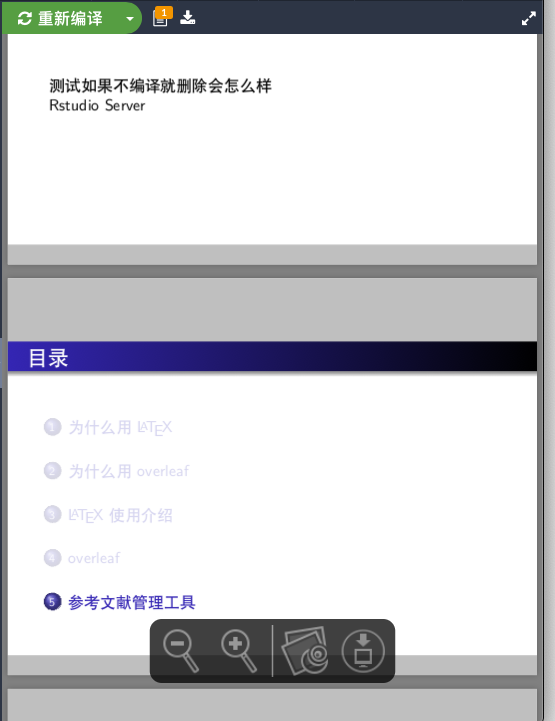 重新编译
1
测试如果不编译就删除会怎么样
Rstudio Server
目录
1 为什么用 LATEX
2 为什么用 overleaf
3 LATEX 使用介绍
4 overleaf
5 参考文献管理工具